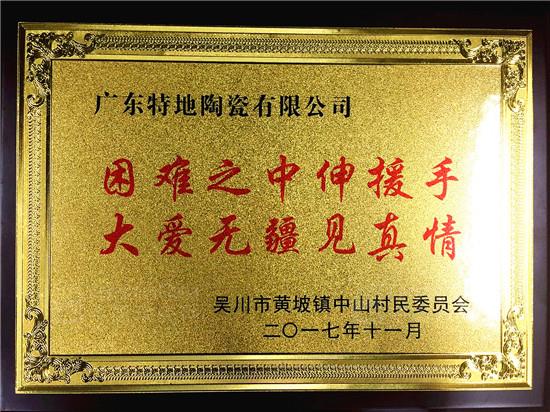 广东特地陶瓷有限公司
困难之中伸援手
大爱无疆见真情
吴川市黄坡镇中山村民委员会
二〇一七年十一月